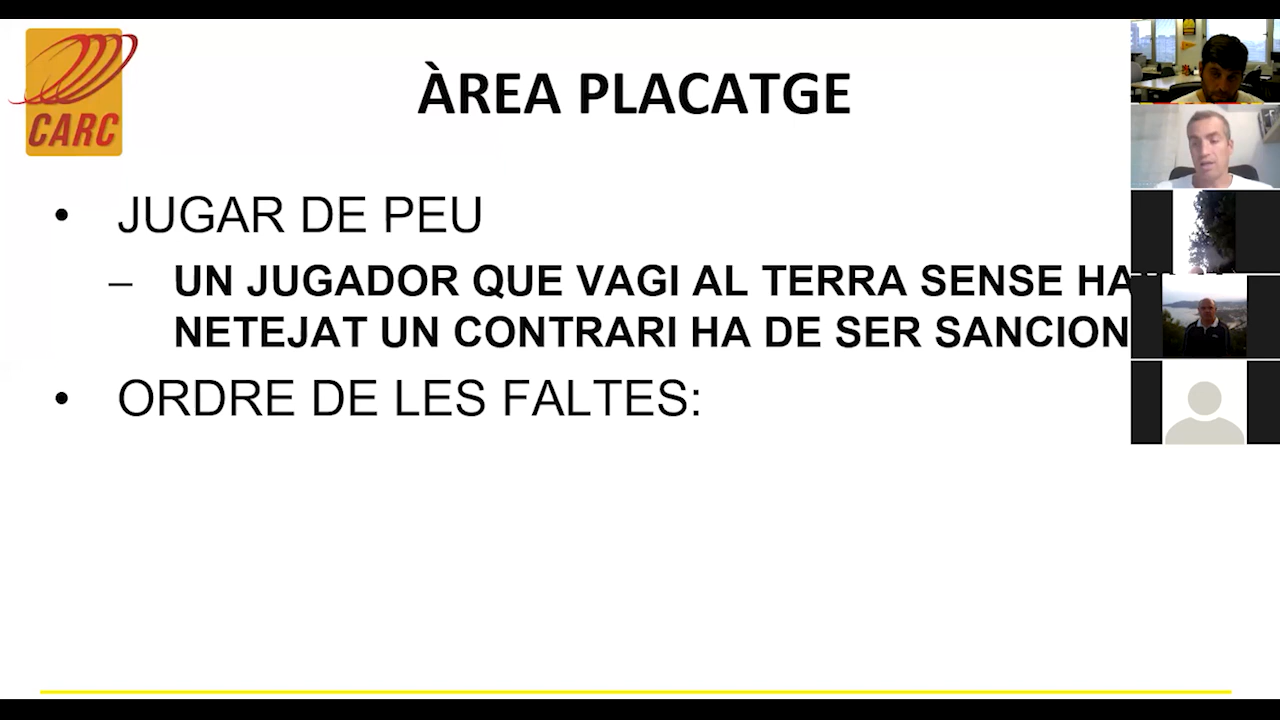 CARC
ÀREA PLACATGE
• JUGAR DE PEU
– UN JUGADOR QUE VAGI AL TERRA SENSE
NETEJAT UN CONTRARI HA DE SER
• ORDRE DE LES FALTES: